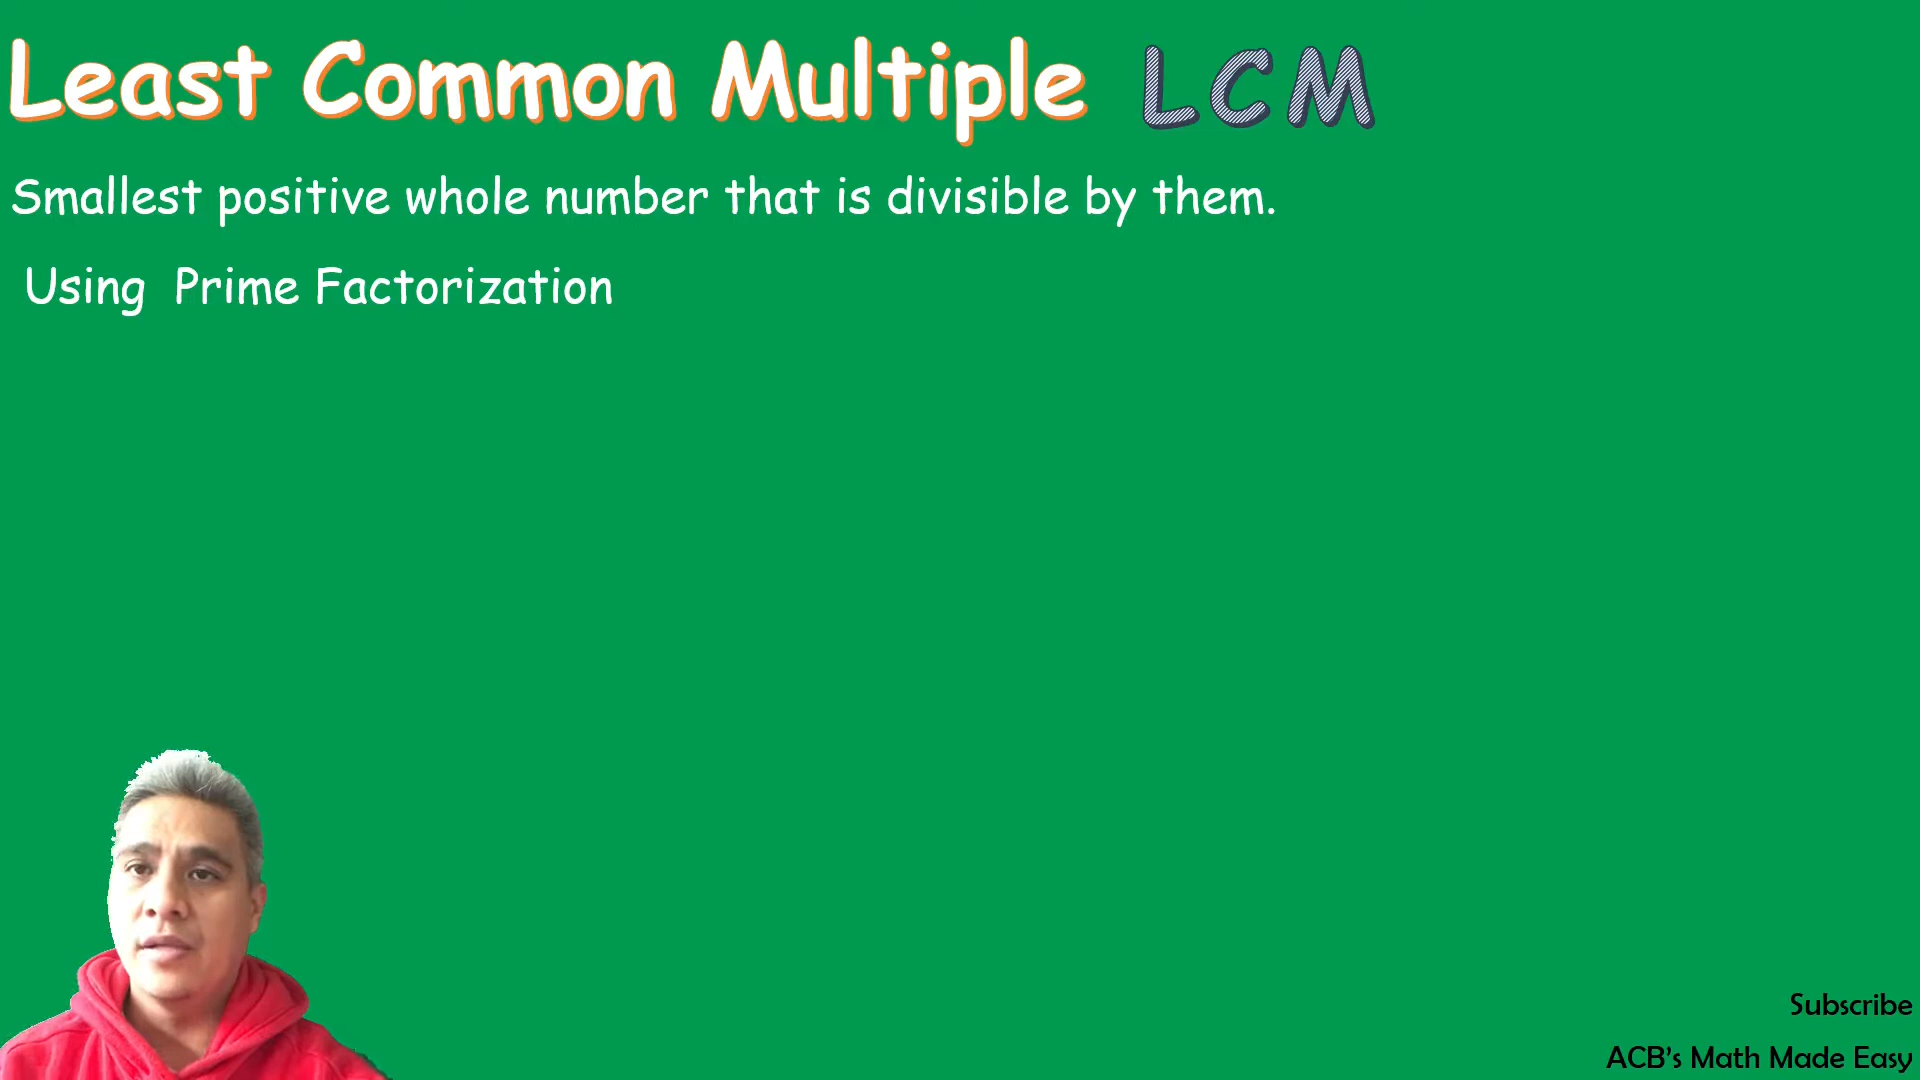 Least Common Multiple LCM
Smallest positive whole number that is divisible by them.
Using Prime Factorization
Subscribe
ACB's Math Made Easy